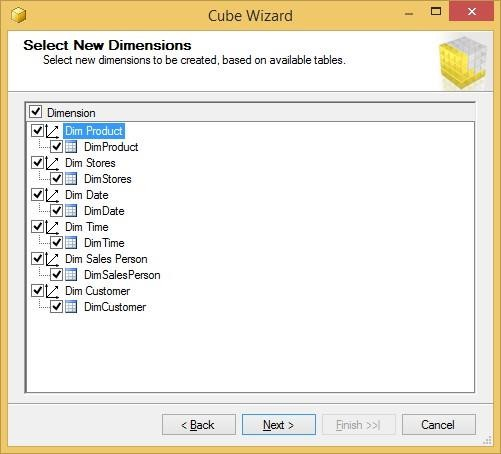 Cube Wizard
Select New Dimensions
Select new dimensions to be created, based on available tables.
Dimension
Dim Product
DimProduct
Dim Stores
DimStores
Dim Date
DimDate
Dim Time
DimTime
Dim Sales Person
DimSalesPerson
Dim Customer
DimCustomer
< Back Next > Finish >>| Cancel